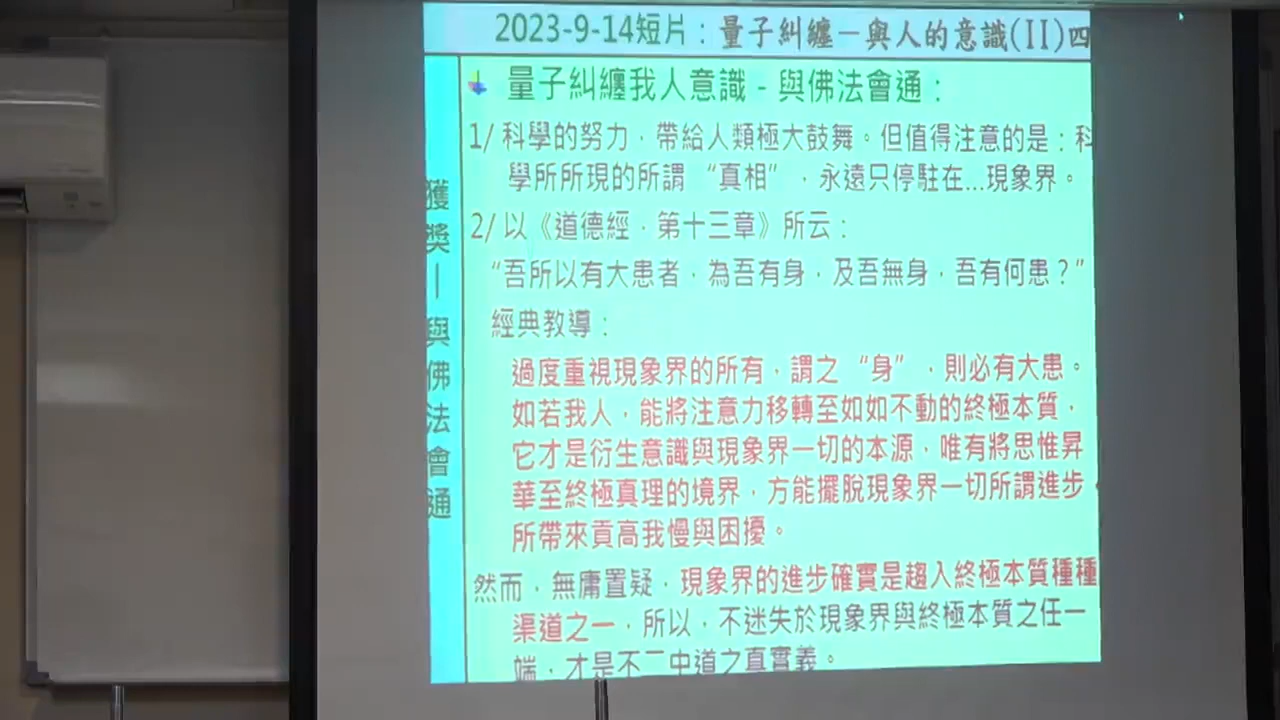 2023-9-14短片：量子糾纏－與人的意識(II)四
獲獎｜與佛法會通
量子糾纏我人意識 - 與佛法會通：
1/ 科學的努力，帶給人類極大鼓舞。但值得注意的是：科
學所所現的所謂 “真相”，永遠只停駐在…現象界。
2/ 以《道德經．第十三章》所云：
“吾所以有大患者，為吾有身，及吾無身，吾有何患？”
經典教導：
過度重視現象界的所有，謂之 “身”，則必有大患。
如若我人，能將注意力移轉至如如不動的終極本質，
它才是衍生意識與現象界一切的本源，唯有將思惟昇
華至終極真理的境界，方能擺脫現象界一切所謂進步，
所帶來貢高我慢與困擾。
然而，無庸置疑，現象界的進步確實是趨入終極本質種種
渠道之一，所以，不迷失於現象界與終極本質之任一
端，才是不二中道之真實義。